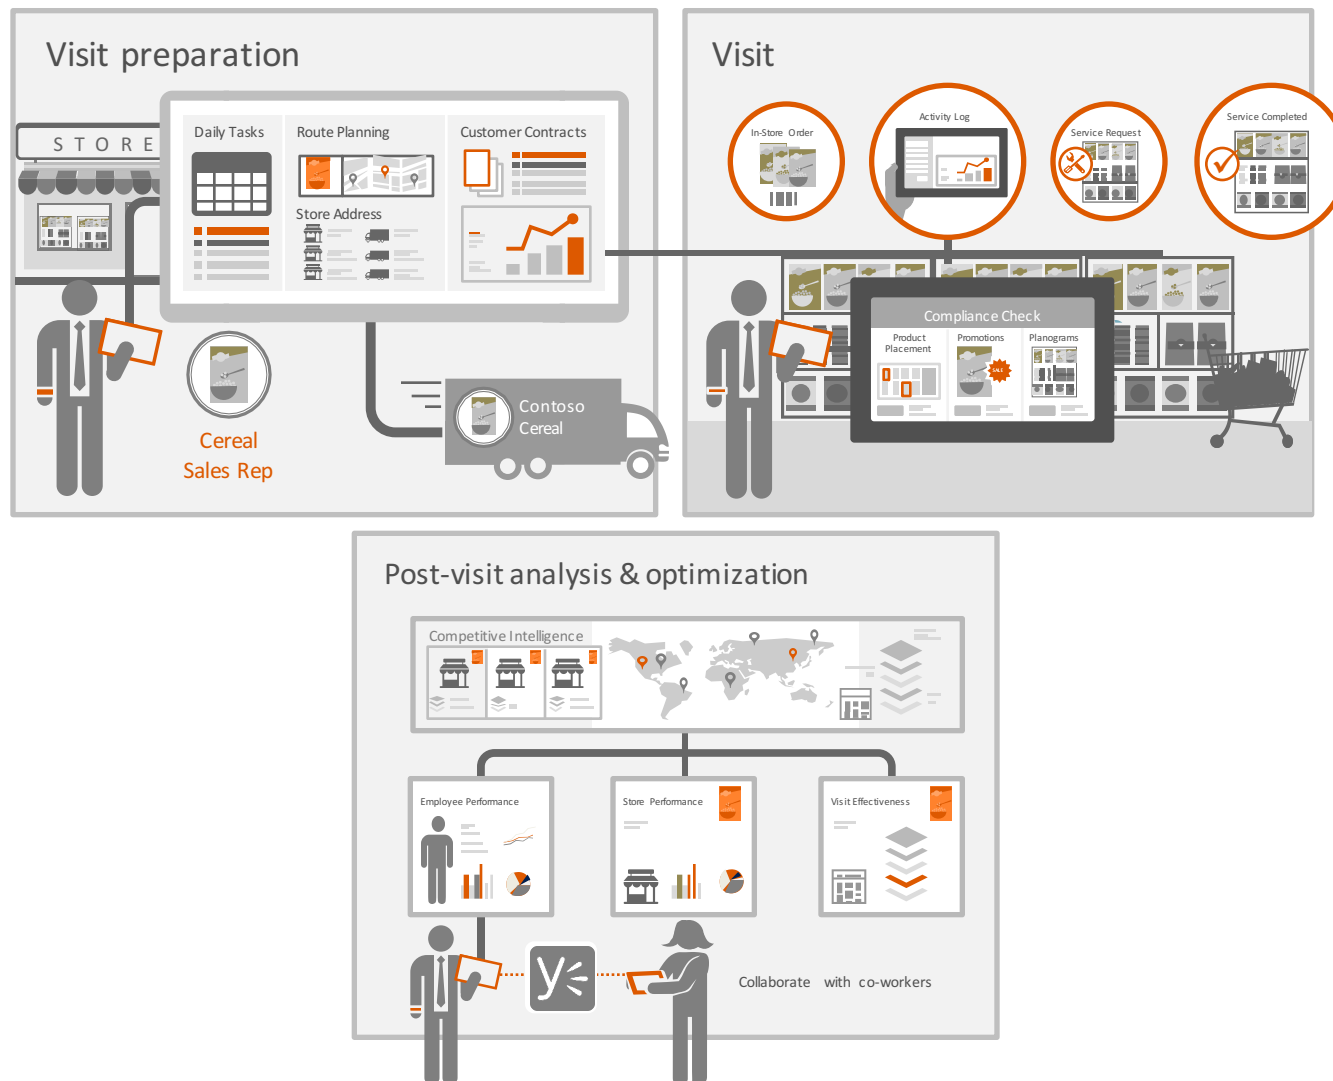 Visit preparation
STORE
Daily Tasks
Route Planning
Customer Contracts
Store Address
Cereal
Sales Rep
Contoso
Cereal
Visit
In-Store Order
Activity Log
Service Request
Service Completed
Compliance Check
Product
Placement
Promotions
Planograms
SALE
Post-visit analysis & optimization
Competitive Intelligence
Employee Performance
Store Performance
Visit Effectiveness
Collaborate with co-workers